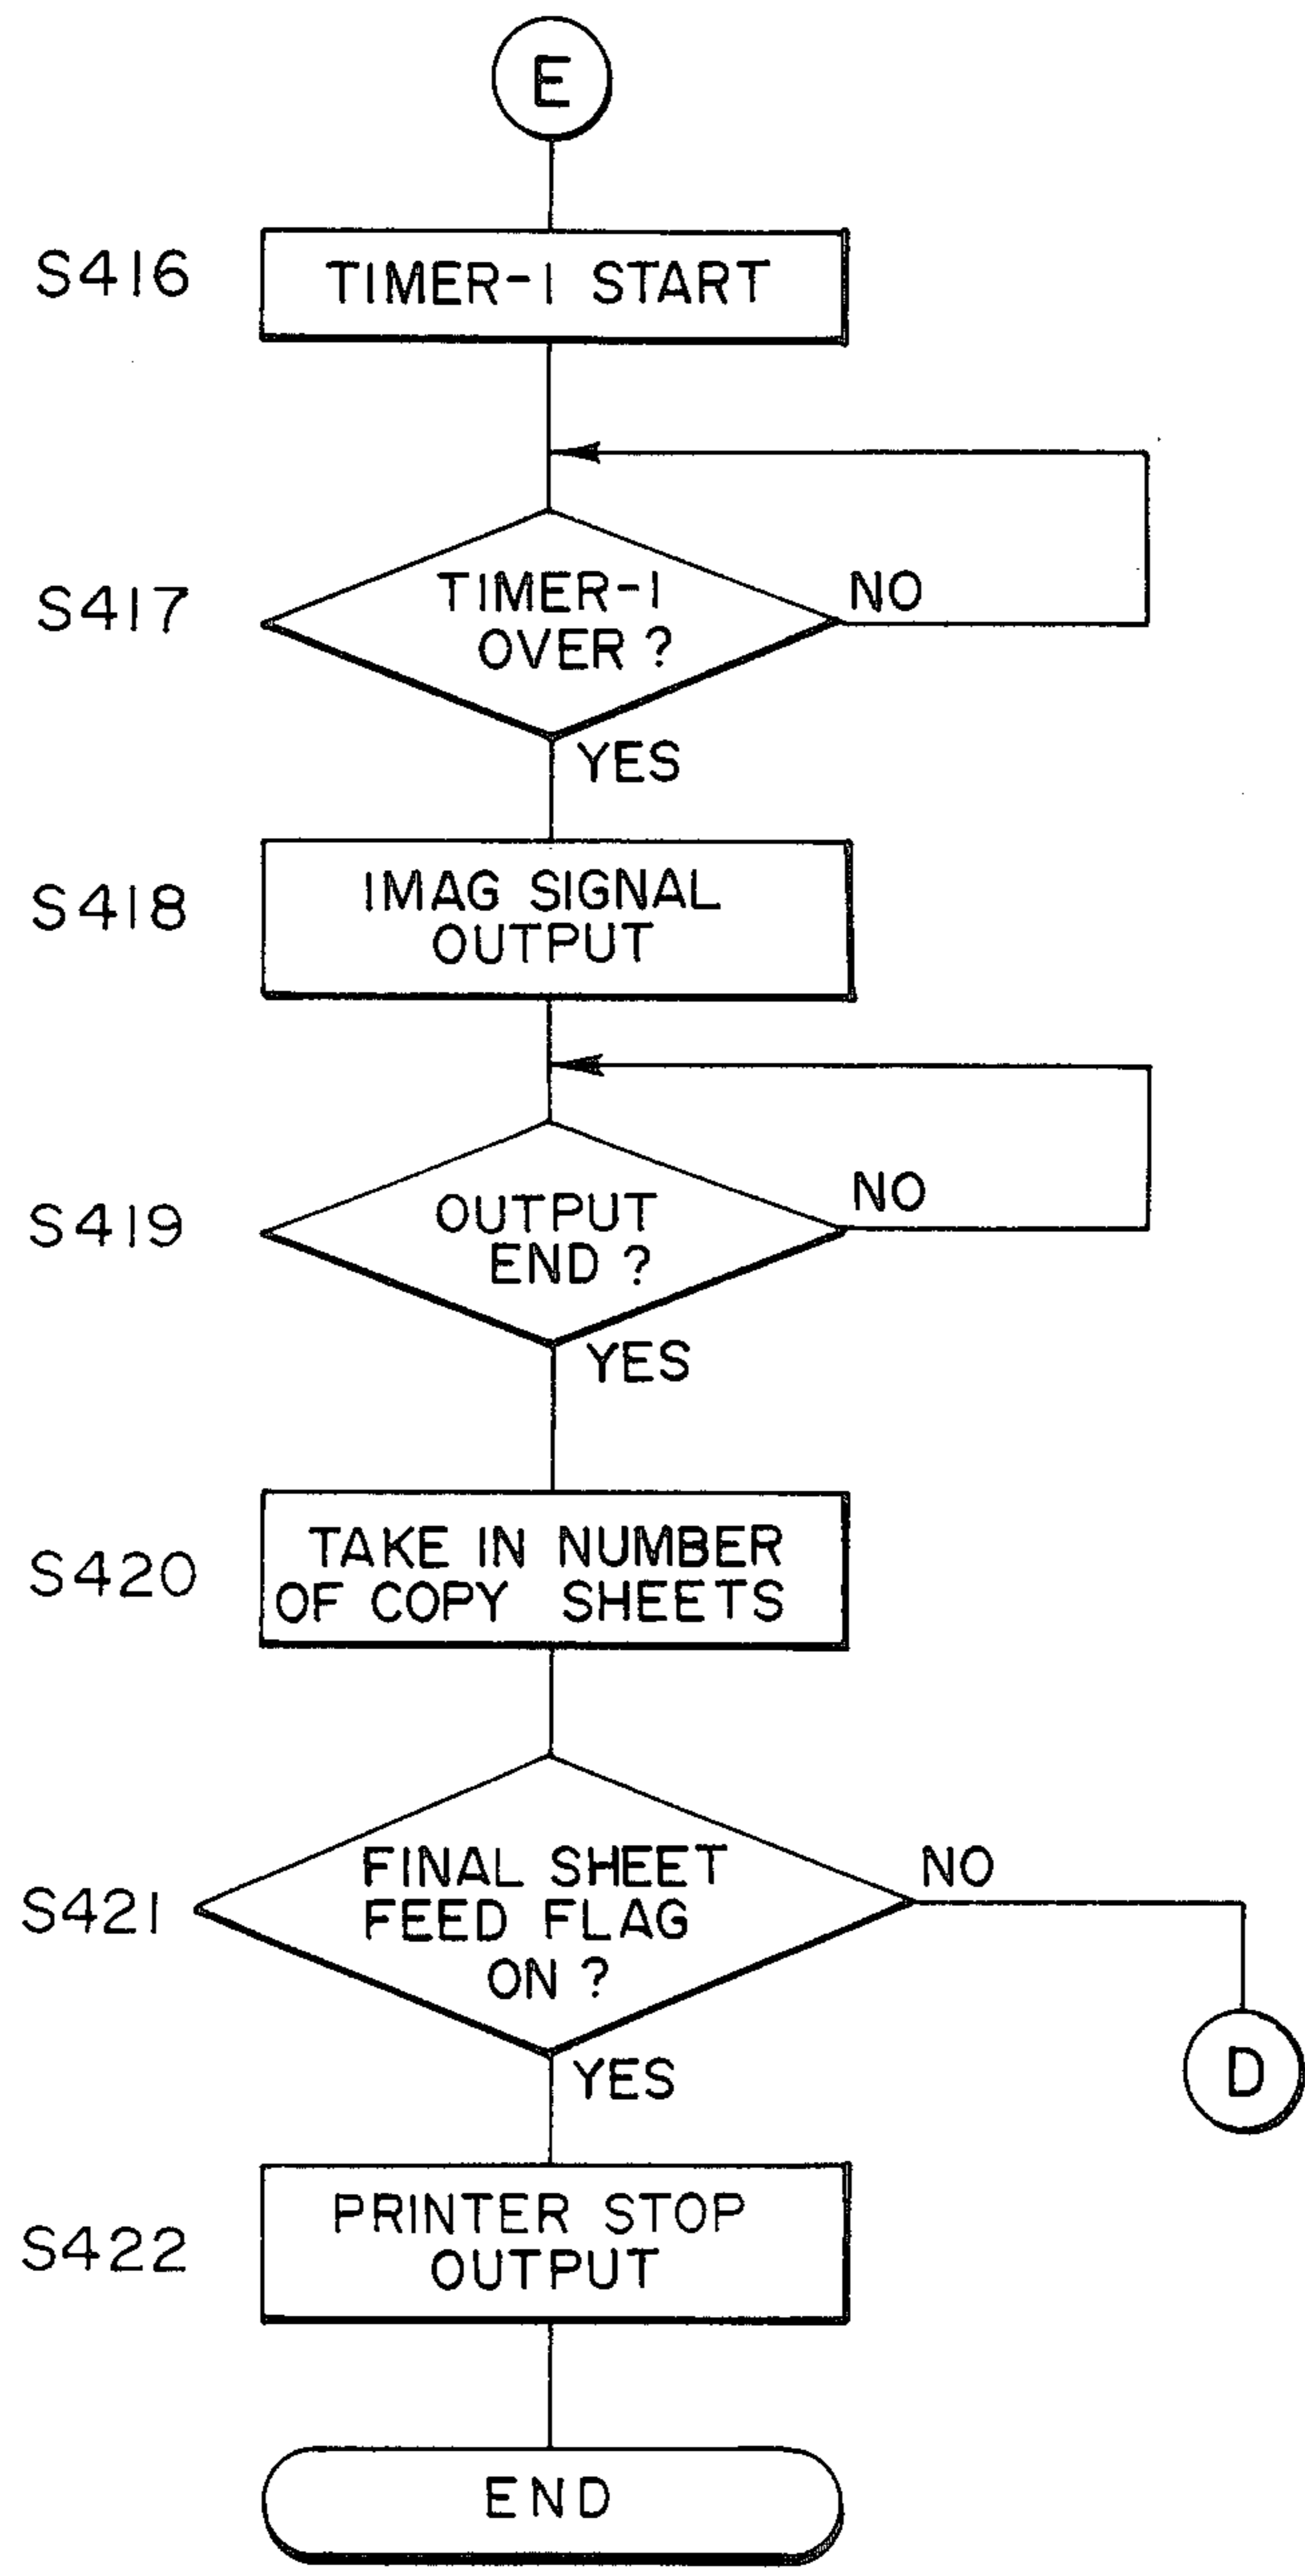 E
S416
TIMER-1 START
S417
TIMER-1
OVER ?
NO
YES
S418
IMAG SIGNAL
OUTPUT
S419
OUTPUT
END ?
NO
YES
S420
TAKE IN NUMBER
OF COPY SHEETS
S421
FINAL SHEET
FEED FLAG
ON ?
NO
D
YES
S422
PRINTER STOP
OUTPUT
END